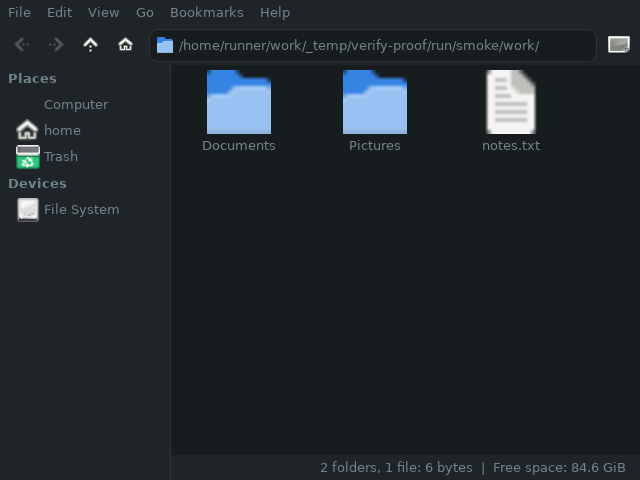 File Edit View Go Bookmarks Help
/home/runner/work/_temp/verify-proof/run/smoke/work/
Places
Computer
home
Trash
Devices
File System
Documents Pictures notes.txt
2 folders, 1 file: 6 bytes | Free space: 84.6 GiB